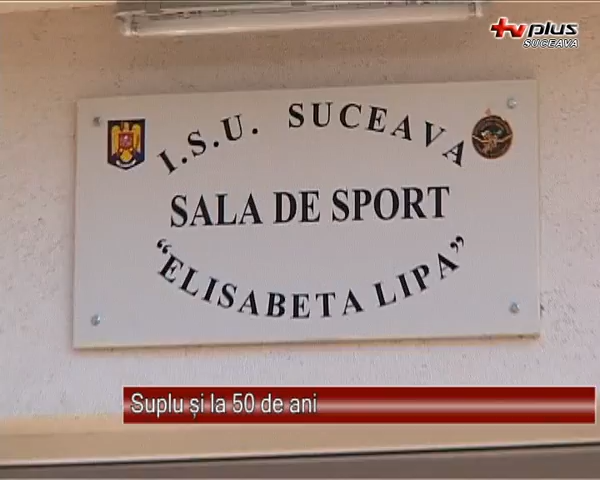 tv plus
SUCEAVA
I.S.U. SUCEAVA
SALA DE SPORT
“ELISABETA LIPA”
Suplu și la 50 de ani